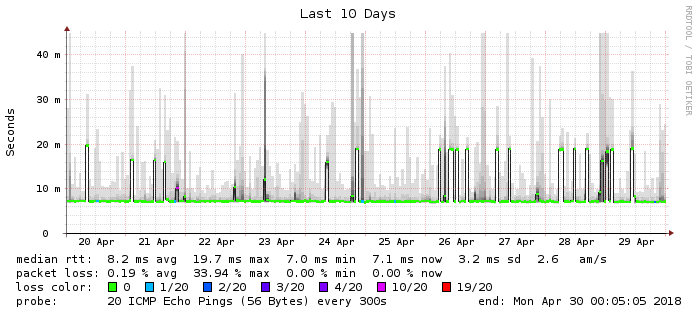 Last 10 Days
RRDTOOL / TOBI OETIKER
Seconds
40 m
30 m
20 m
10 m
0
20 Apr 21 Apr 22 Apr 23 Apr 24 Apr 25 Apr 26 Apr 27 Apr 28 Apr 29 Apr
median rtt: 8.2 ms avg 19.7 ms max 7.0 ms min 7.1 ms now 3.2 ms sd 2.6 am/s
packet loss: 0.19 % avg 33.94 % max 0.00 % min 0.00 % now
loss color: 0 1/20 2/20 3/20 4/20 10/20 19/20
probe: 20 ICMP Echo Pings (56 Bytes) every 300s end: Mon Apr 30 00:05:05 2018